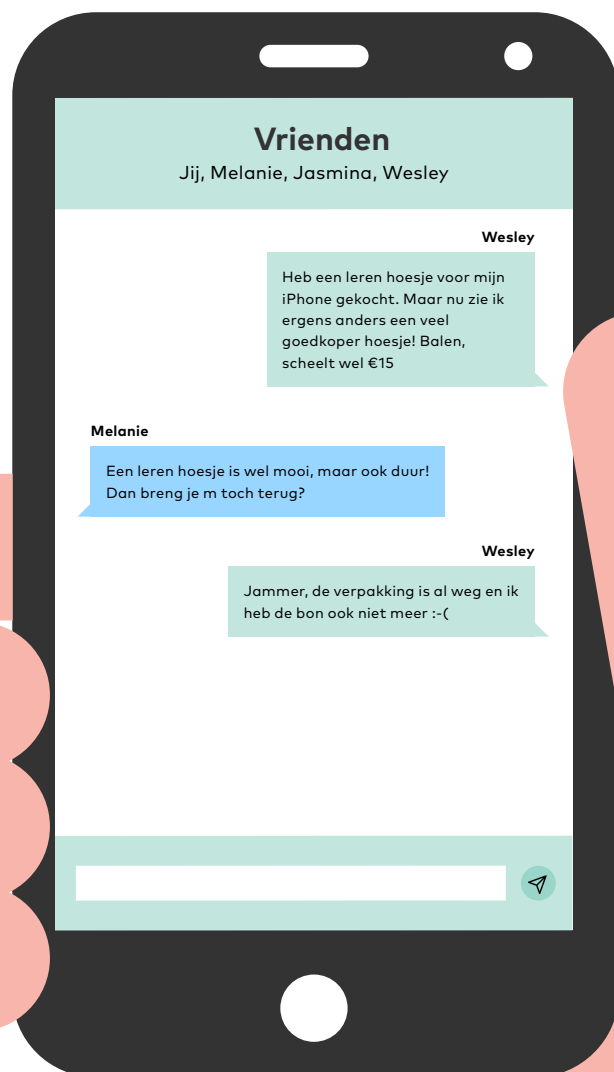 Vrienden
Jij, Melanie, Jasmina, Wesley
Wesley
Heb een leren hoesje voor mijn
iPhone gekocht. Maar nu zie ik
ergens anders een veel
goedkoper hoesje! Balen,
scheelt wel €15
Melanie
Een leren hoesje is wel mooi, maar ook duur!
Dan breng je m toch terug?
Wesley
Jammer, de verpakking is al weg en ik
heb de bon ook niet meer :-(